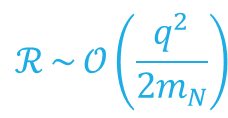 ℛ ~ 𝒪 ( q² / 2m_N )